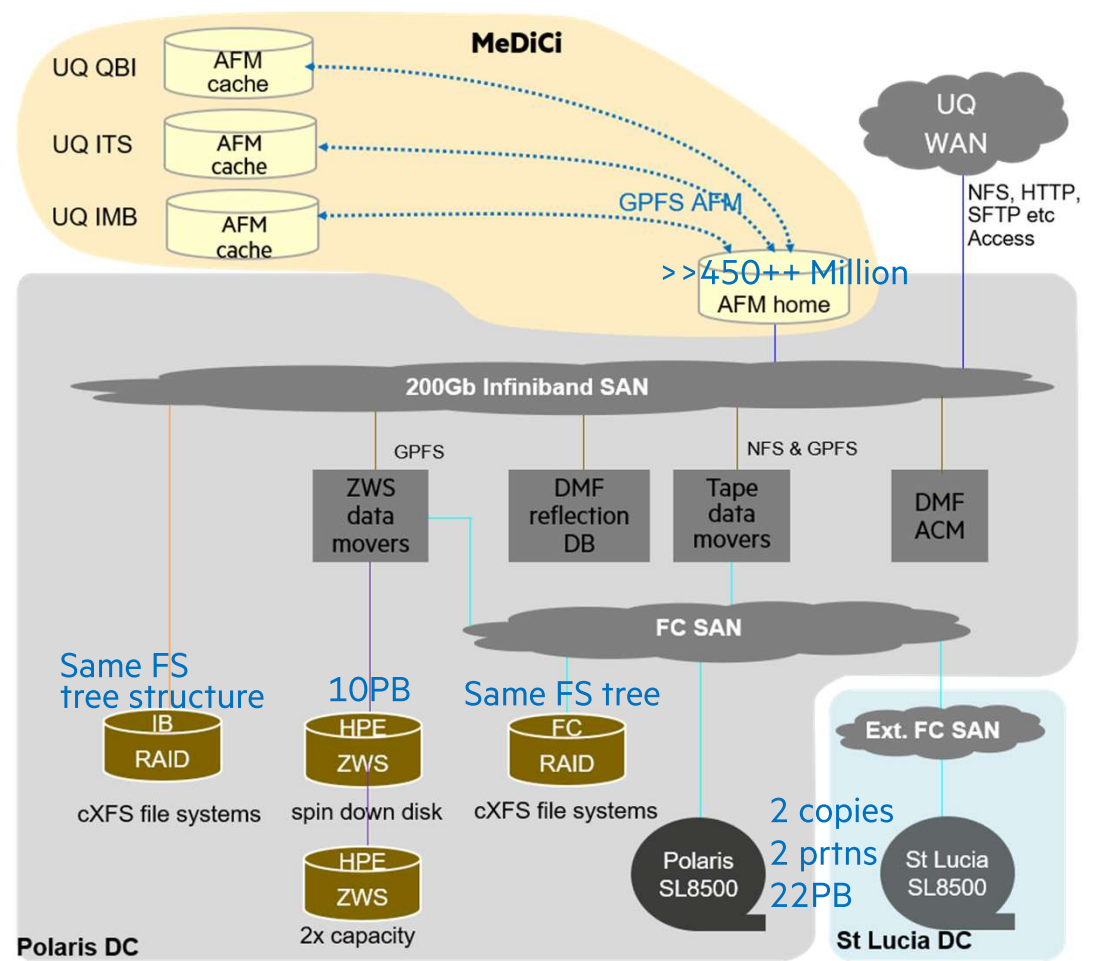 MeDiCi
UQ QBI
AFM
cache
UQ ITS
AFM
cache
UQ IMB
AFM
cache
GPFS AFM
>>450++ Million
AFM home
UQ
WAN
NFS, HTTP,
SFTP etc
Access
200Gb Infiniband SAN
GPFS
NFS & GPFS
ZWS
data
movers
DMF
reflection
DB
Tape
data
movers
DMF
ACM
FC SAN
Same FS
tree structure
IB
RAID
cXFS file systems
10PB
HPE
ZWS
spin down disk
HPE
ZWS
2x capacity
Same FS tree
FC
RAID
cXFS file systems
Polaris
SL8500
2 copies
2 prtns
22PB
Ext. FC SAN
St Lucia
SL8500
Polaris DC
St Lucia DC